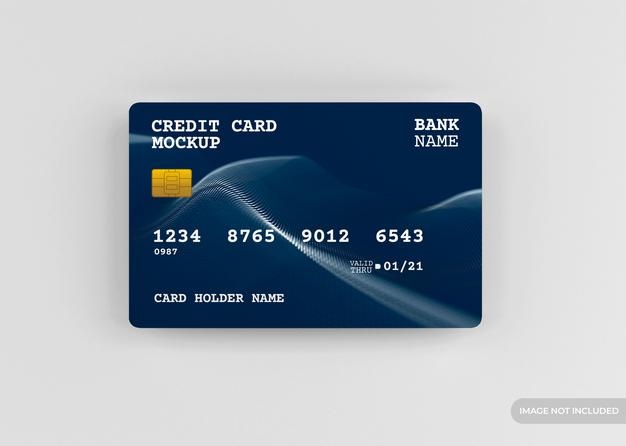 CREDIT CARD
MOCKUP
BANK
NAME
1234 8765 9012 6543
0987
VALID
THRU
01/21
CARD HOLDER NAME
IMAGE NOT INCLUDED